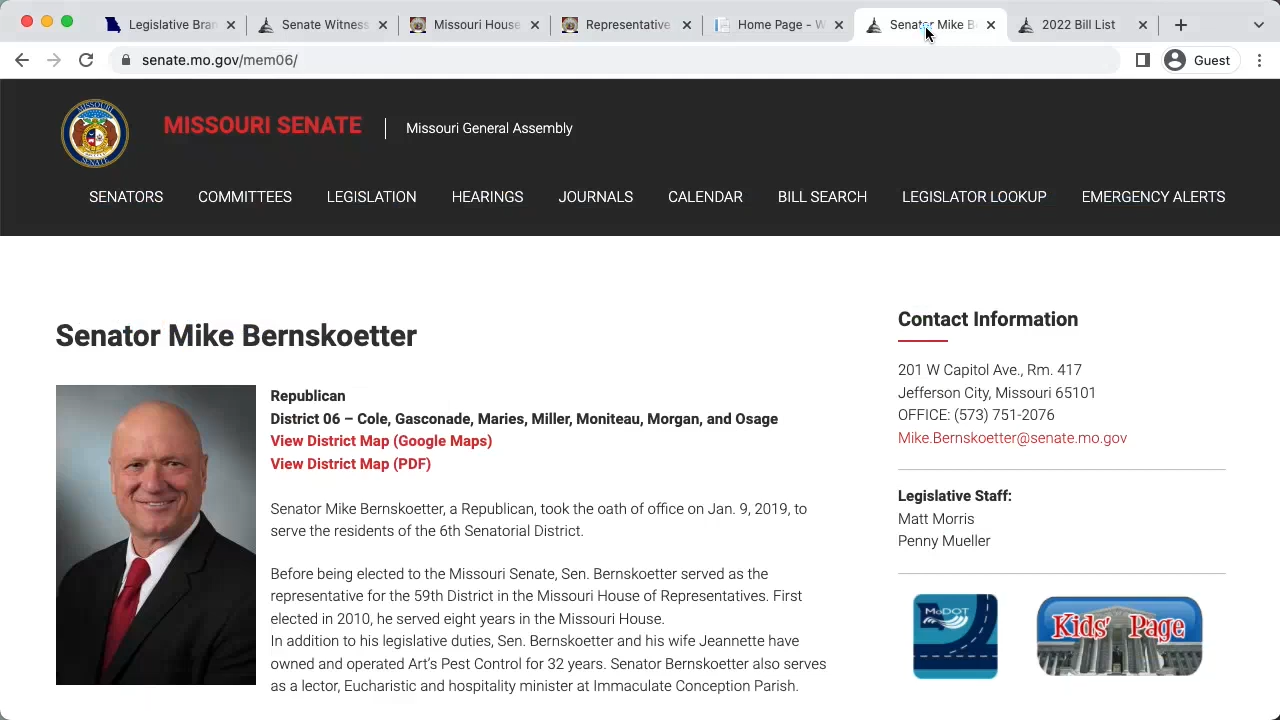 Legislative Bran
Senate Witness
Missouri House
Representative
Home Page - W
Senator Mike B
2022 Bill List
senate.mo.gov/mem06/
Guest
MISSOURI SENATE
Missouri General Assembly
SENATORS
COMMITTEES
LEGISLATION
HEARINGS
JOURNALS
CALENDAR
BILL SEARCH
LEGISLATOR LOOKUP
EMERGENCY ALERTS
Senator Mike Bernskoetter
Republican
District 06 – Cole, Gasconade, Maries, Miller, Moniteau, Morgan, and Osage
View District Map (Google Maps)
View District Map (PDF)
Senator Mike Bernskoetter, a Republican, took the oath of office on Jan. 9, 2019, to
serve the residents of the 6th Senatorial District.
Before being elected to the Missouri Senate, Sen. Bernskoetter served as the
representative for the 59th District in the Missouri House of Representatives. First
elected in 2010, he served eight years in the Missouri House.
In addition to his legislative duties, Sen. Bernskoetter and his wife Jeannette have
owned and operated Art's Pest Control for 32 years. Senator Bernskoetter also serves
as a lector, Eucharistic and hospitality minister at Immaculate Conception Parish.
Contact Information
201 W Capitol Ave., Rm. 417
Jefferson City, Missouri 65101
OFFICE: (573) 751-2076
Mike.Bernskoetter@senate.mo.gov
Legislative Staff:
Matt Morris
Penny Mueller
MoDOT
Kids' Page
MISSOURI
SENATE